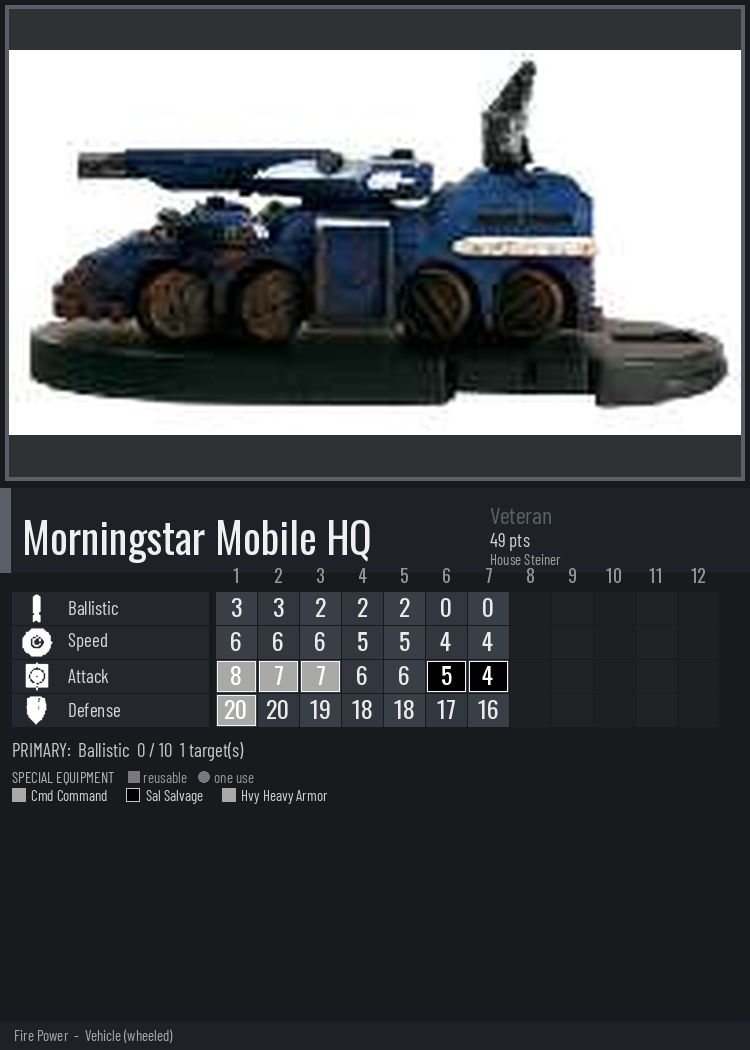 Morningstar Mobile HQ
Veteran
49 pts
House Steiner
1 2 3 4 5 6 7 8 9 10 11 12
Ballistic 3 3 2 2 2 0 0
Speed 6 6 6 5 5 4 4
Attack 8 7 7 6 6 5 4
Defense 20 20 19 18 18 17 16
PRIMARY: Ballistic 0 / 10 1 target(s)
SPECIAL EQUIPMENT reusable one use
Cmd Command Sal Salvage Hvy Heavy Armor
Fire Power - Vehicle (wheeled)